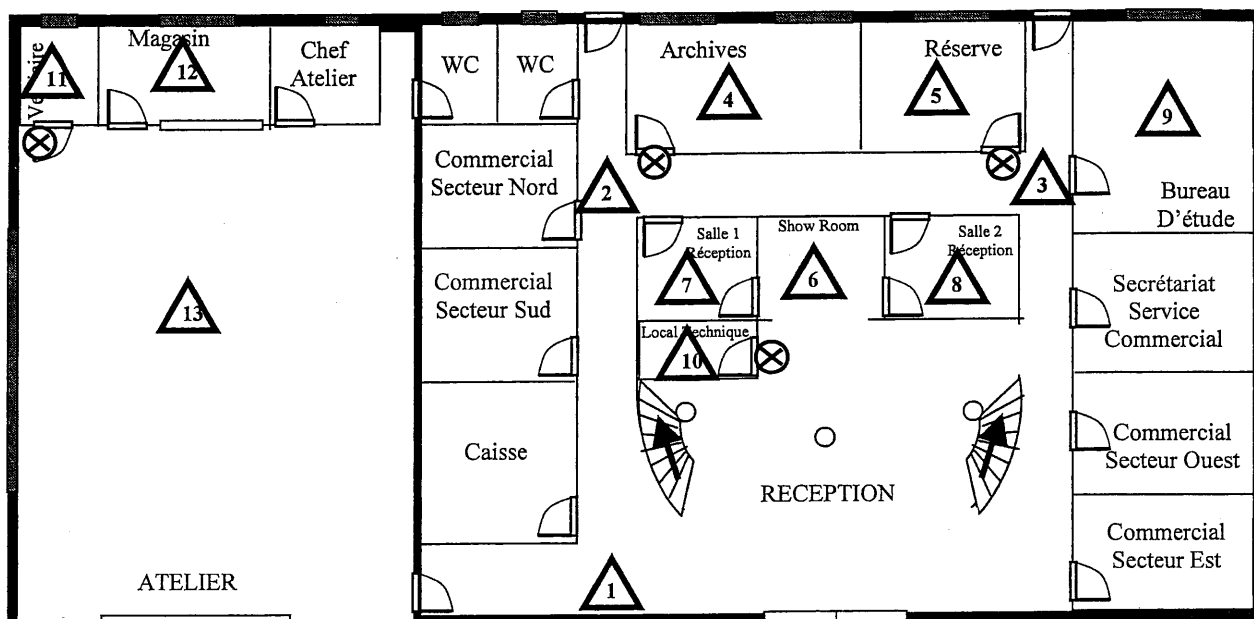 Magasin
Chef
Atelier
11
12
WC
WC
Archives
4
Réserve
5
9
Bureau
D'étude
Commercial
Secteur Nord
2
3
Salle 1
Réception
7
Show Room
6
Salle 2
Réception
8
13
Commercial
Secteur Sud
Local Technique
10
Secrétariat
Service
Commercial
Caisse
RECEPTION
Commercial
Secteur Ouest
Commercial
Secteur Est
ATELIER
1